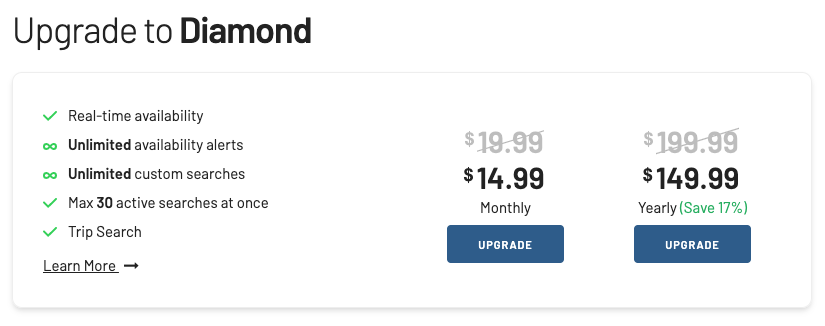 Upgrade to Diamond
Real-time availability
Unlimited availability alerts
Unlimited custom searches
Max 30 active searches at once
Trip Search
Learn More
$19.99
$14.99
Monthly
UPGRADE
$199.99
$149.99
Yearly (Save 17%)
UPGRADE